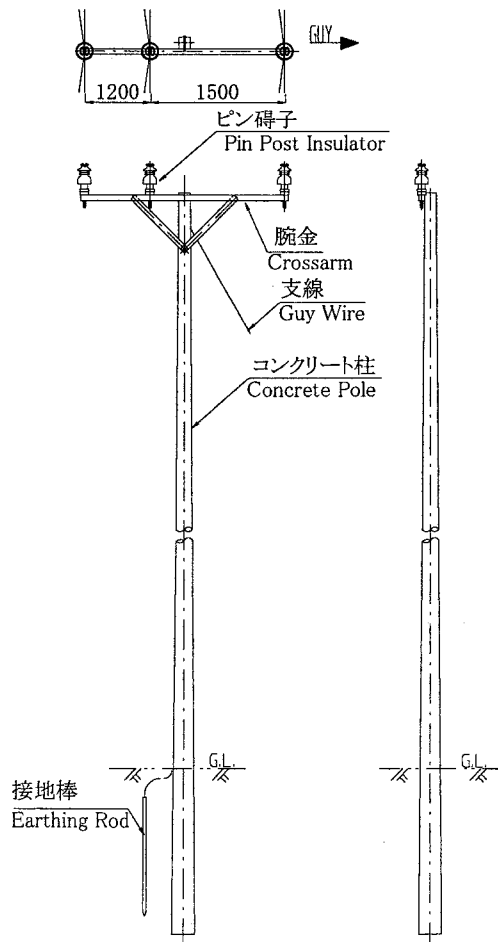 GUY
1200
1500
ピン碍子
Pin Post Insulator
腕金
Crossarm
支線
Guy Wire
コンクリート柱
Concrete Pole
G.L.
G.L.
接地棒
Earthing Rod